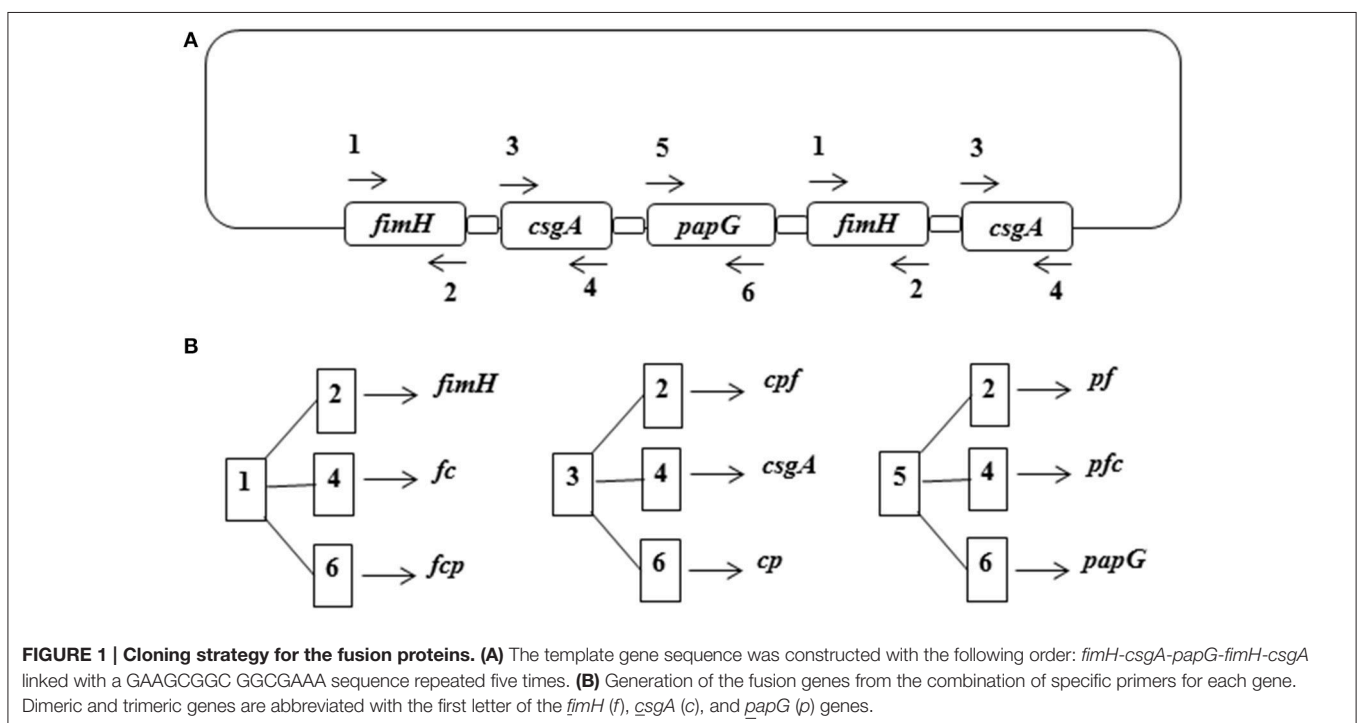 A
1 3 5 1 3
fimH csgA papG fimH csgA
2 4 6 2 4
B
2 fimH 2 cpf 2 pf
1 4 fc 3 4 csgA 5 4 pfc
6 fcp 6 cp 6 papG
FIGURE 1 | Cloning strategy for the fusion proteins. (A) The template gene sequence was constructed with the following order: fimH-csgA-papG-fimH-csgA
linked with a GAAGCGGC GGCGAAA sequence repeated five times. (B) Generation of the fusion genes from the combination of specific primers for each gene.
Dimeric and trimeric genes are abbreviated with the first letter of the fimH (f), csgA (c), and papG (p) genes.